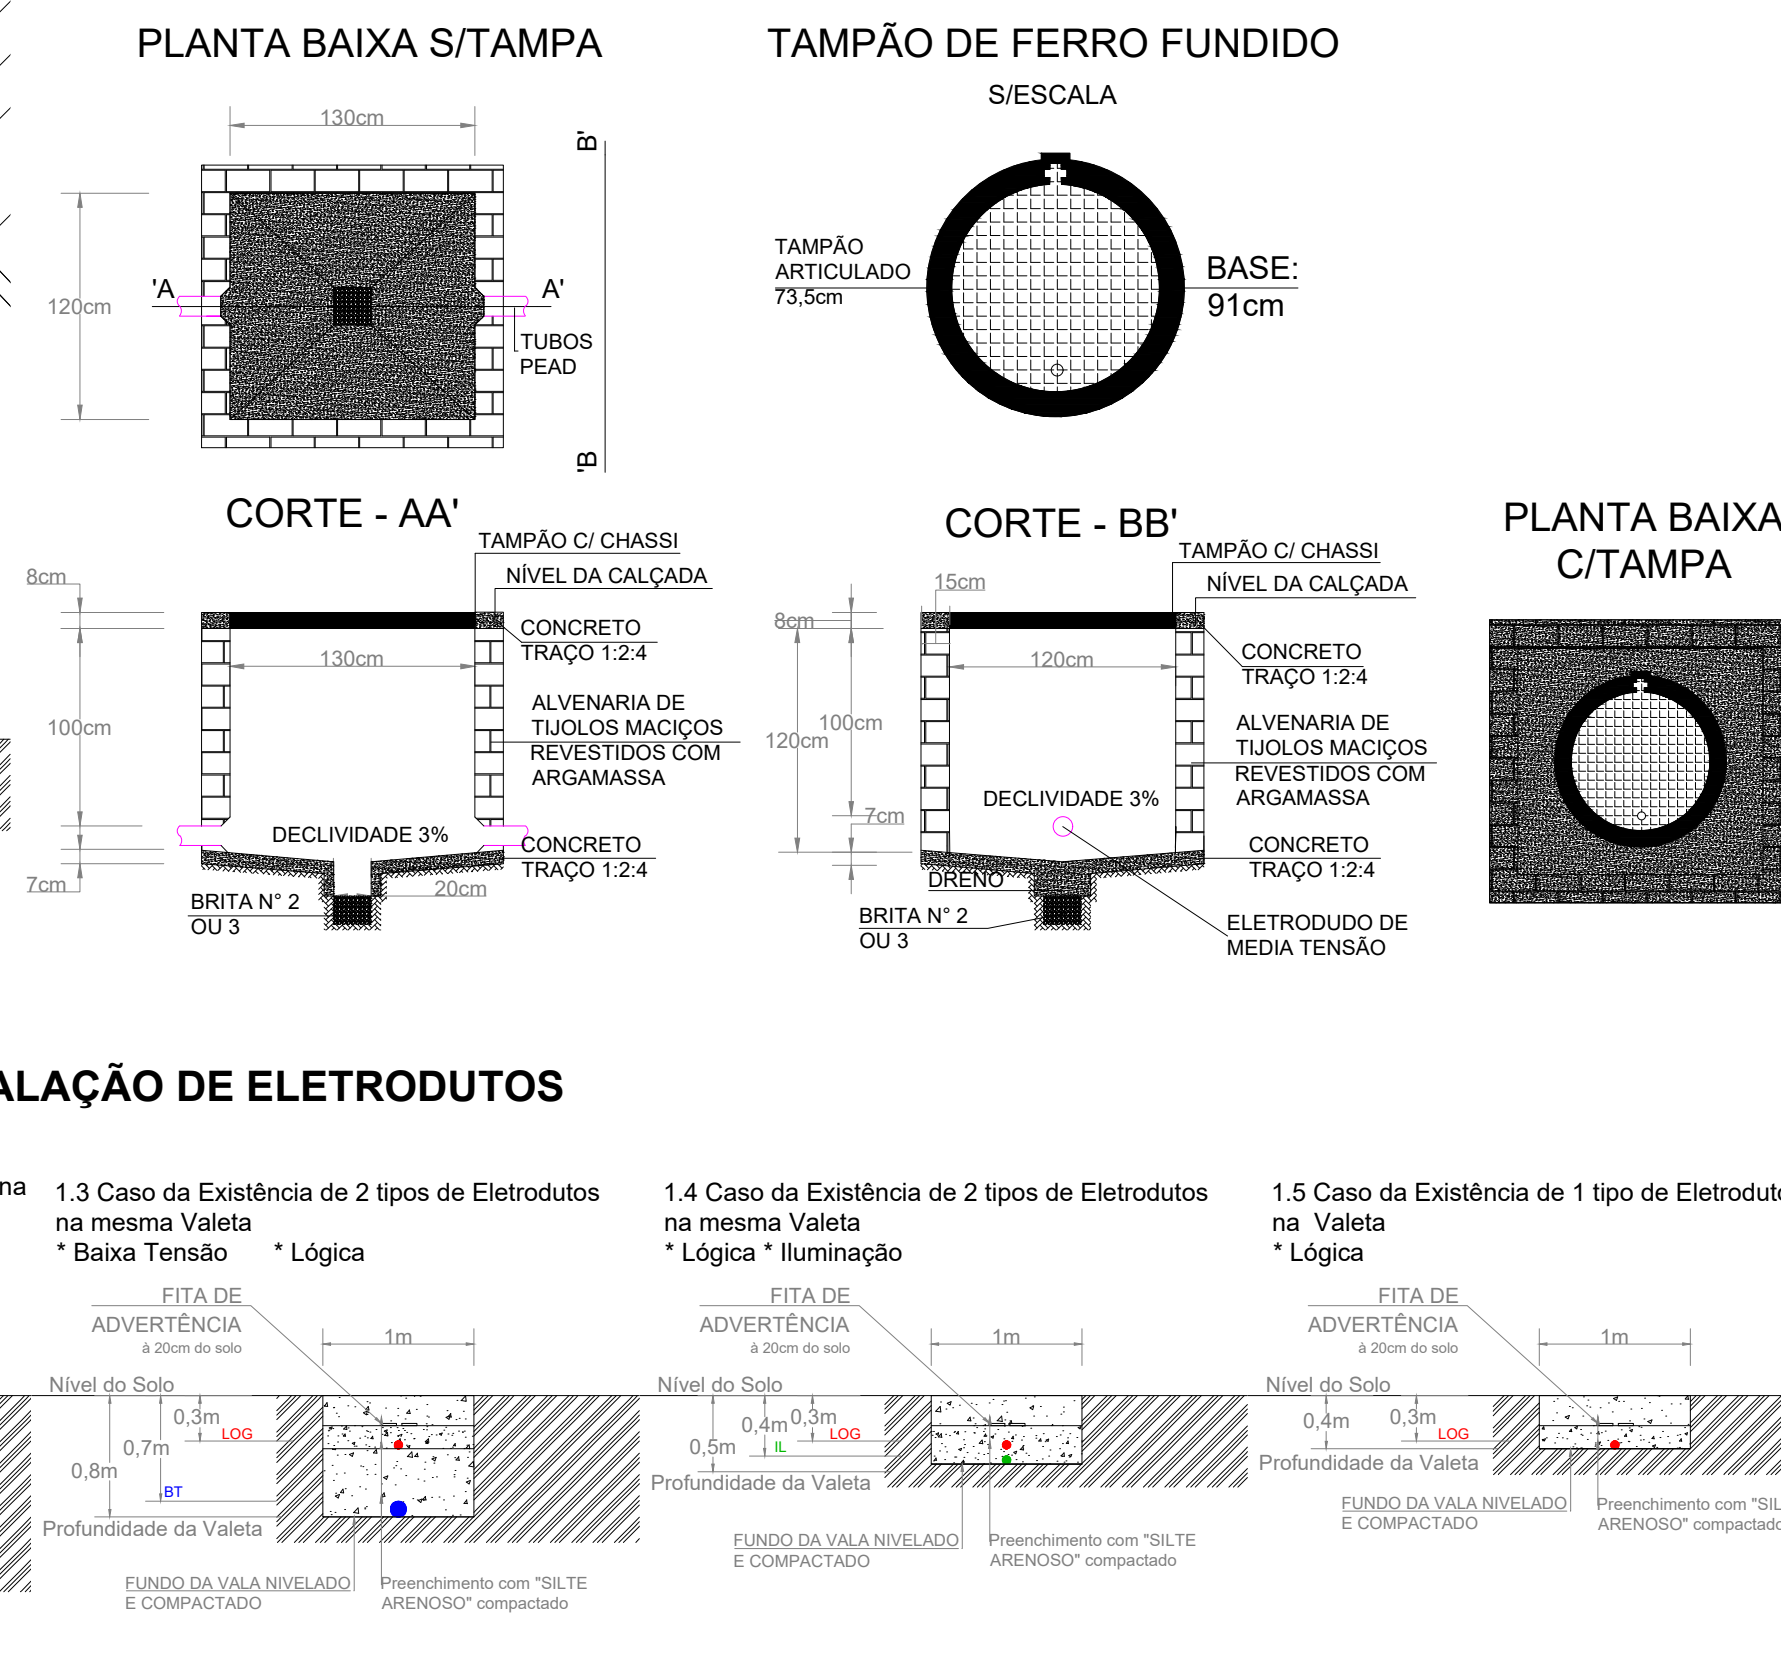 PLANTA BAIXA S/TAMPA
130cm
120cm
'A
A'
TUBOS
PEAD
B'
'B
TAMPÃO DE FERRO FUNDIDO
S/ESCALA
TAMPÃO
ARTICULADO
73,5cm
BASE:
91cm
CORTE - AA'
TAMPÃO C/ CHASSI
NÍVEL DA CALÇADA
8cm
CONCRETO
TRAÇO 1:2:4
130cm
ALVENARIA DE
TIJOLOS MACIÇOS
REVESTIDOS COM
ARGAMASSA
100cm
DECLIVIDADE 3%
CONCRETO
TRAÇO 1:2:4
7cm
20cm
BRITA N° 2
OU 3
CORTE - BB'
TAMPÃO C/ CHASSI
15cm
NÍVEL DA CALÇADA
8cm
CONCRETO
TRAÇO 1:2:4
120cm
100cm
120cm
ALVENARIA DE
TIJOLOS MACIÇOS
REVESTIDOS COM
ARGAMASSA
DECLIVIDADE 3%
7cm
CONCRETO
TRAÇO 1:2:4
DRENO
BRITA N° 2
OU 3
ELETRODUDO DE
MEDIA TENSÃO
PLANTA BAIXA
C/TAMPA
ALAÇÃO DE ELETRODUTOS
na
1.3 Caso da Existência de 2 tipos de Eletrodutos
na mesma Valeta
* Baixa Tensão * Lógica
FITA DE
ADVERTÊNCIA
à 20cm do solo
1m
Nível do Solo
0,3m
LOG
0,7m
0,8m
BT
Profundidade da Valeta
FUNDO DA VALA NIVELADO
E COMPACTADO
Preenchimento com "SILTE
ARENOSO" compactado
1.4 Caso da Existência de 2 tipos de Eletrodutos
na mesma Valeta
* Lógica * Iluminação
FITA DE
ADVERTÊNCIA
à 20cm do solo
1m
Nível do Solo
0,3m
0,4m
LOG
IL
0,5m
Profundidade da Valeta
FUNDO DA VALA NIVELADO
E COMPACTADO
Preenchimento com "SILTE
ARENOSO" compactado
1.5 Caso da Existência de 1 tipo de Eletroduto
na Valeta
* Lógica
FITA DE
ADVERTÊNCIA
à 20cm do solo
1m
Nível do Solo
0,4m
0,3m
LOG
Profundidade da Valeta
FUNDO DA VALA NIVELADO
E COMPACTADO
Preenchimento com "SIL
ARENOSO" compactado